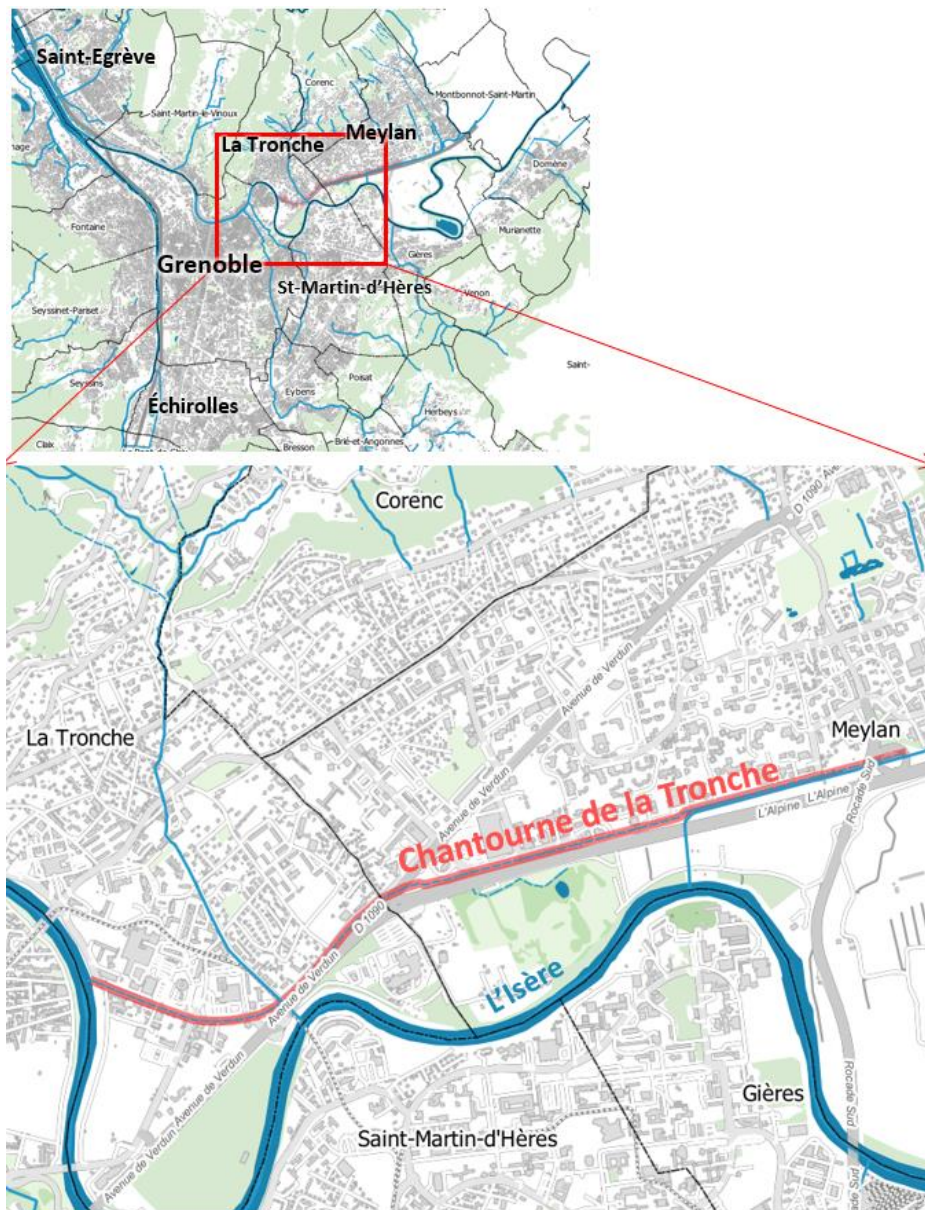 Saint-Egrève
Corenc
Saint-Martin-le-Vinoux
Montbonnot-Saint-Martin
Meylan
La Tronche
nage
Domène
Fontaine
Murianette
Gières
Grenoble
St-Martin-d'Hères
Venon
Seyssinet-Pariset
Saint-
Poisat
Seyssins
Eybens
Échirolles
Herbeys
Claix
Bresson
Brié-et-Angonnes
Corenc
D 1090
Avenue de Verdun
La Tronche
Meylan
Avenue de Verdun
Rocade Sud
Chantourne de la Tronche
L'Alpine L'Alpine
D 1090
Avenue de Verdun
L'Isère
Avenue de Verdun Avenue de Verdun
Rocade Sud
Gières
Saint-Martin-d'Hères